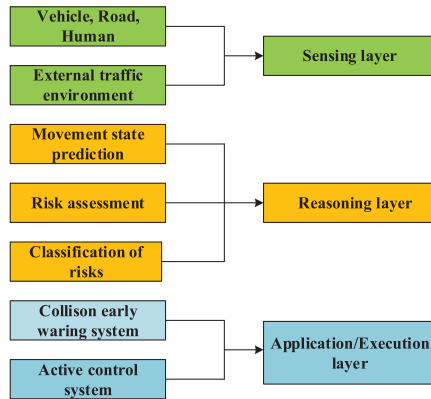 Vehicle, Road,
Human
External traffic
environment
Sensing layer
Movement state
prediction
Risk assessment
Classification of
risks
Reasoning layer
Collison early
waring system
Active control
system
Application/Execution
layer